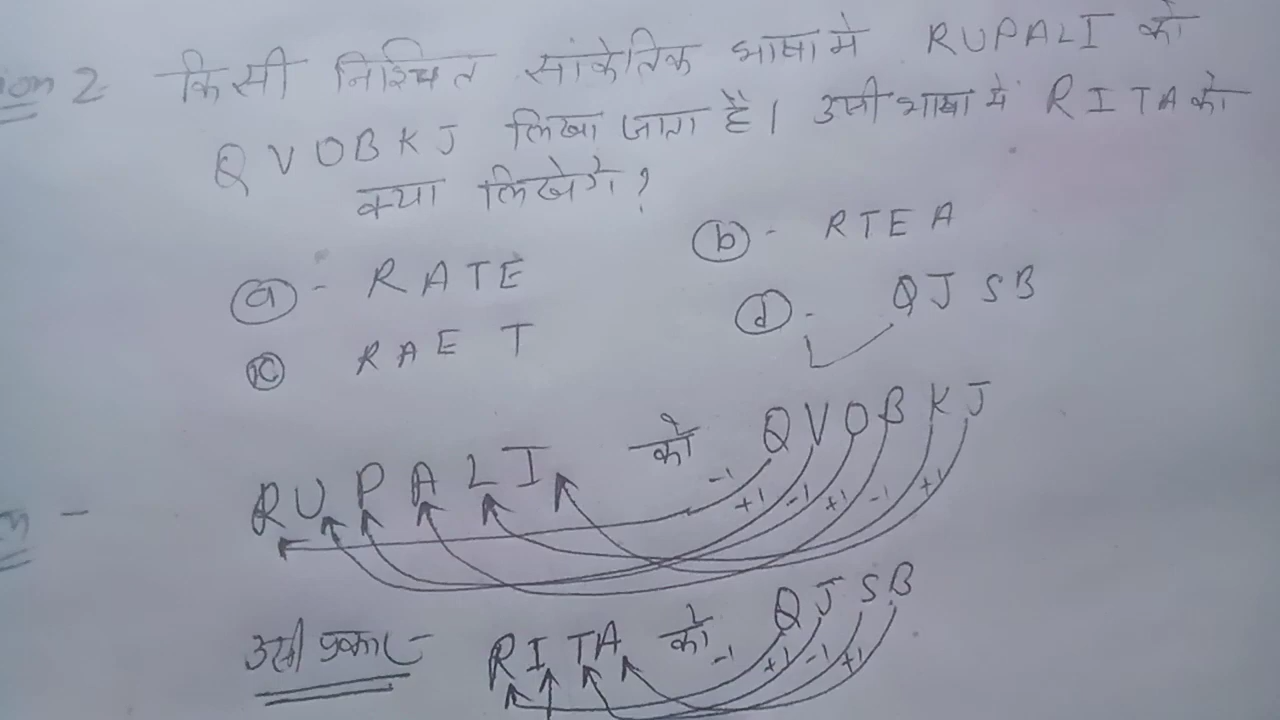 ion 2. किसी निश्चित सांकेतिक भाषा मे RUPALI को
QVOBKJ लिखा जाता है। उसी भाषा मे RITA को
क्या लिखेगे?
(a) - RATE
(b) - RTEA
(c) RAET
(d) - QJSB
RUPALI को QVOBKJ
-1 +1 -1 +1 -1 +1
उसी प्रकार - RITA को QJSB
-1 +1 -1 +1